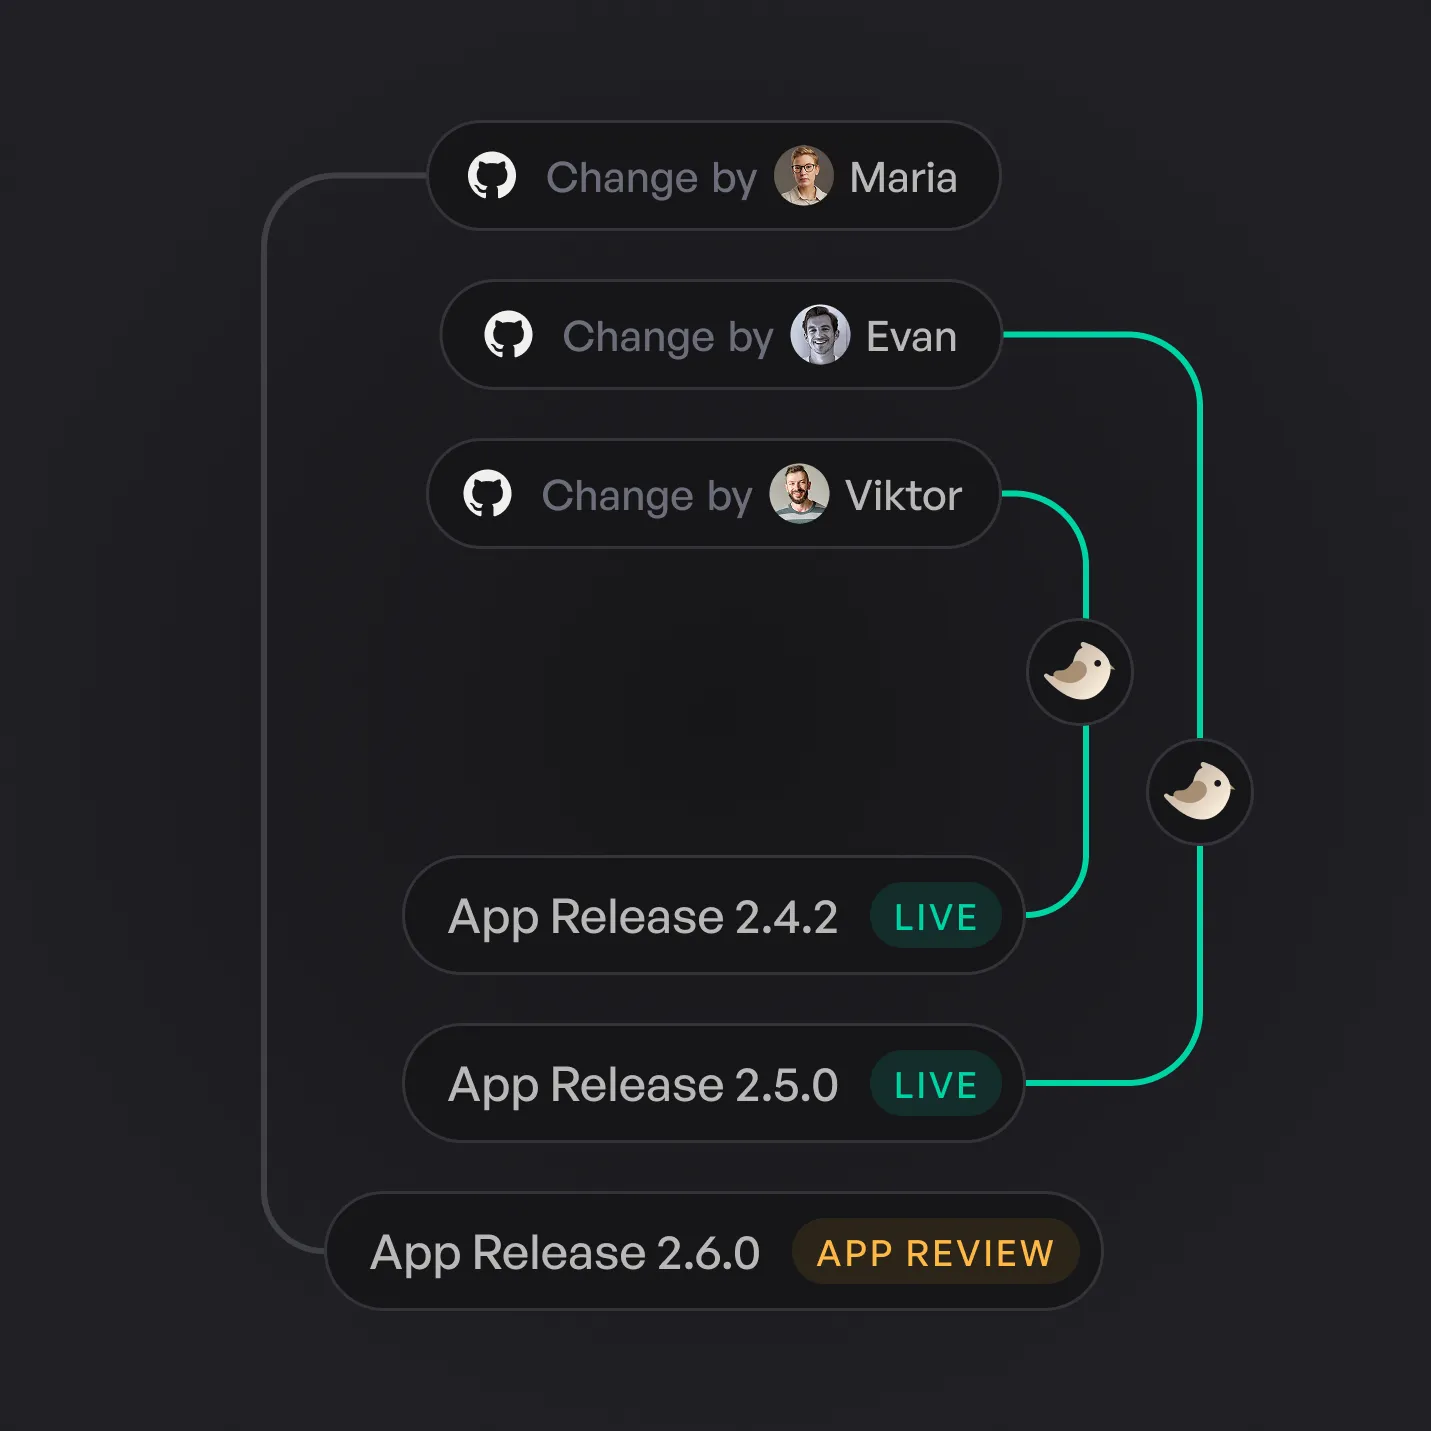 Change by Maria
Change by Evan
Change by Viktor
App Release 2.4.2 LIVE
App Release 2.5.0 LIVE
App Release 2.6.0 APP REVIEW